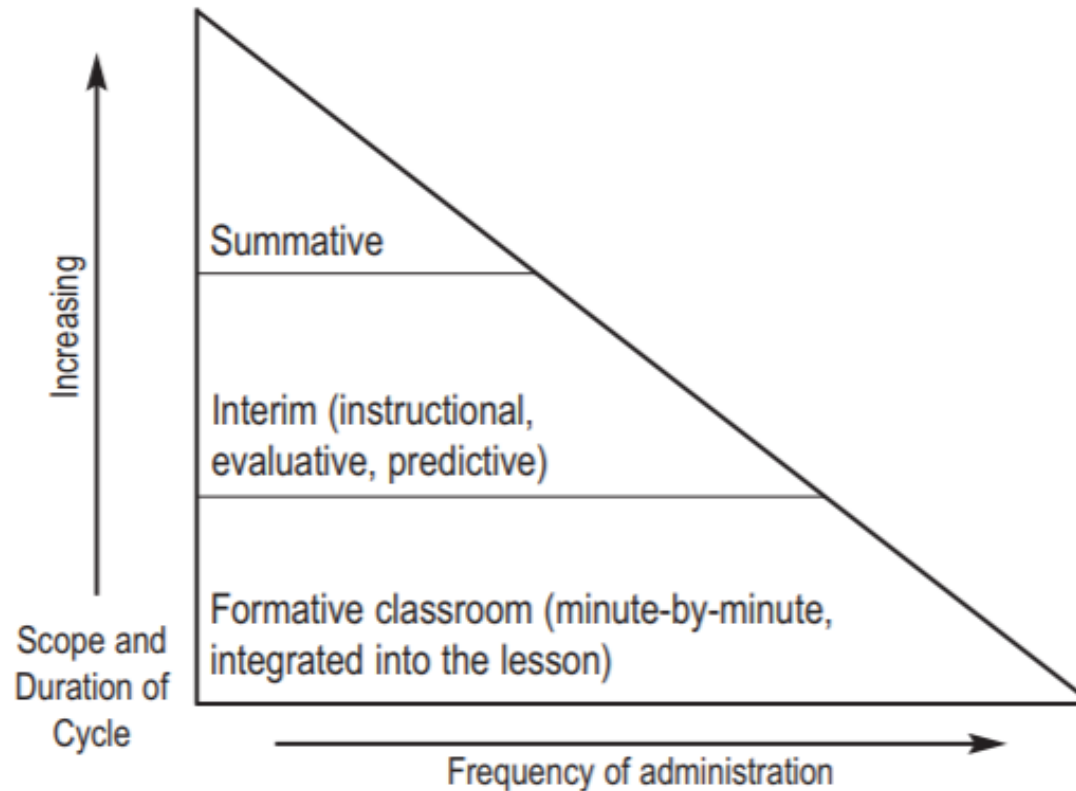 Increasing
Summative
Interim (instructional,
evaluative, predictive)
Formative classroom (minute-by-minute,
integrated into the lesson)
Scope and
Duration of
Cycle
Frequency of administration